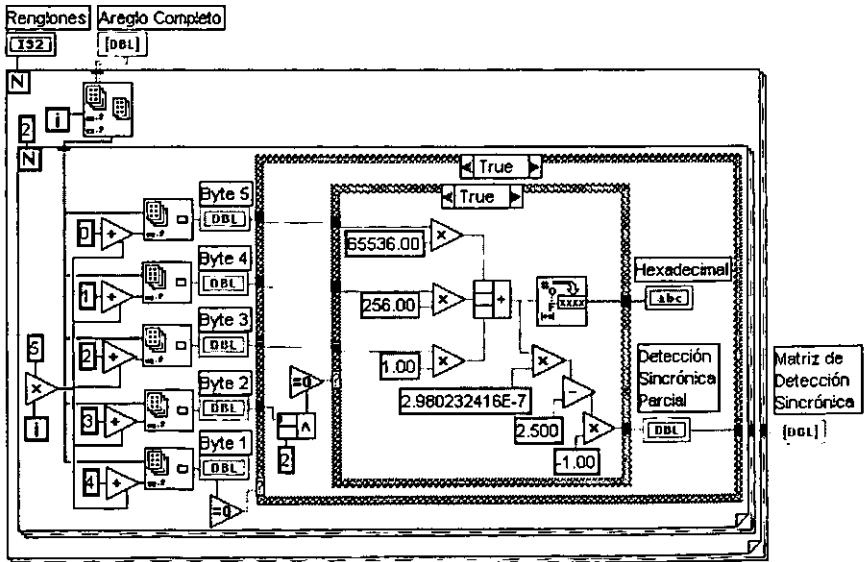 Renglones
Areglo Completo
I32
[DBL]
N
i
2
N
True
True
Byte 5
DBL
0
65536.00
Byte 4
DBL
1
256.00
Hexadecimal
abc
Byte 3
DBL
5
2
1.00
=0
Detección
Sincrónica
Parcial
DBL
Matriz de
Detección
Sincrónica
[DBL]
Byte 2
DBL
3
2.980232416E-7
i
2
2.500
-1.00
Byte 1
DBL
4
=0